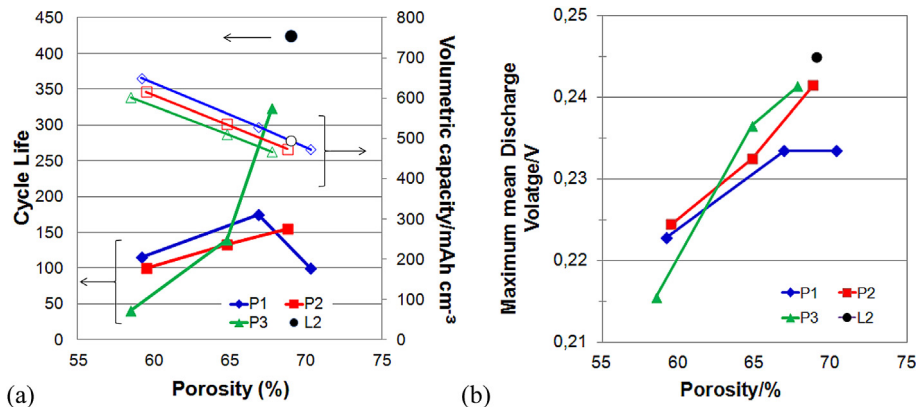 (a)
450
400
350
300
250
200
150
100
50
0
Cycle Life
800
700
600
500
400
300
200
100
0
Volumetric capacity/mAh cm⁻³
P1
P2
P3
L2
55 60 65 70 75
Porosity (%)
(b)
0,25
0,24
0,23
0,22
0,21
Maximum mean Discharge
Volatge/V
P1
P2
P3
L2
55 60 65 70 75
Porosity/%